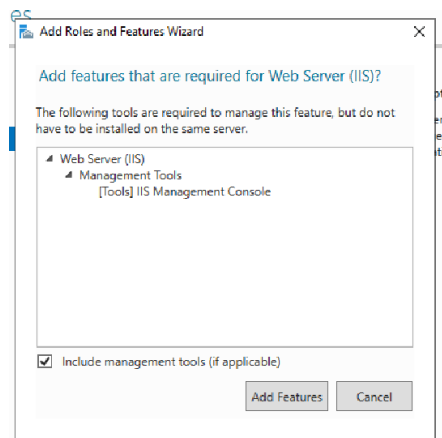 es
Add Roles and Features Wizard
Add features that are required for Web Server (IIS)?
The following tools are required to manage this feature, but do not
have to be installed on the same server.
Web Server (IIS)
Management Tools
[Tools] IIS Management Console
Include management tools (if applicable)
Add Features
Cancel